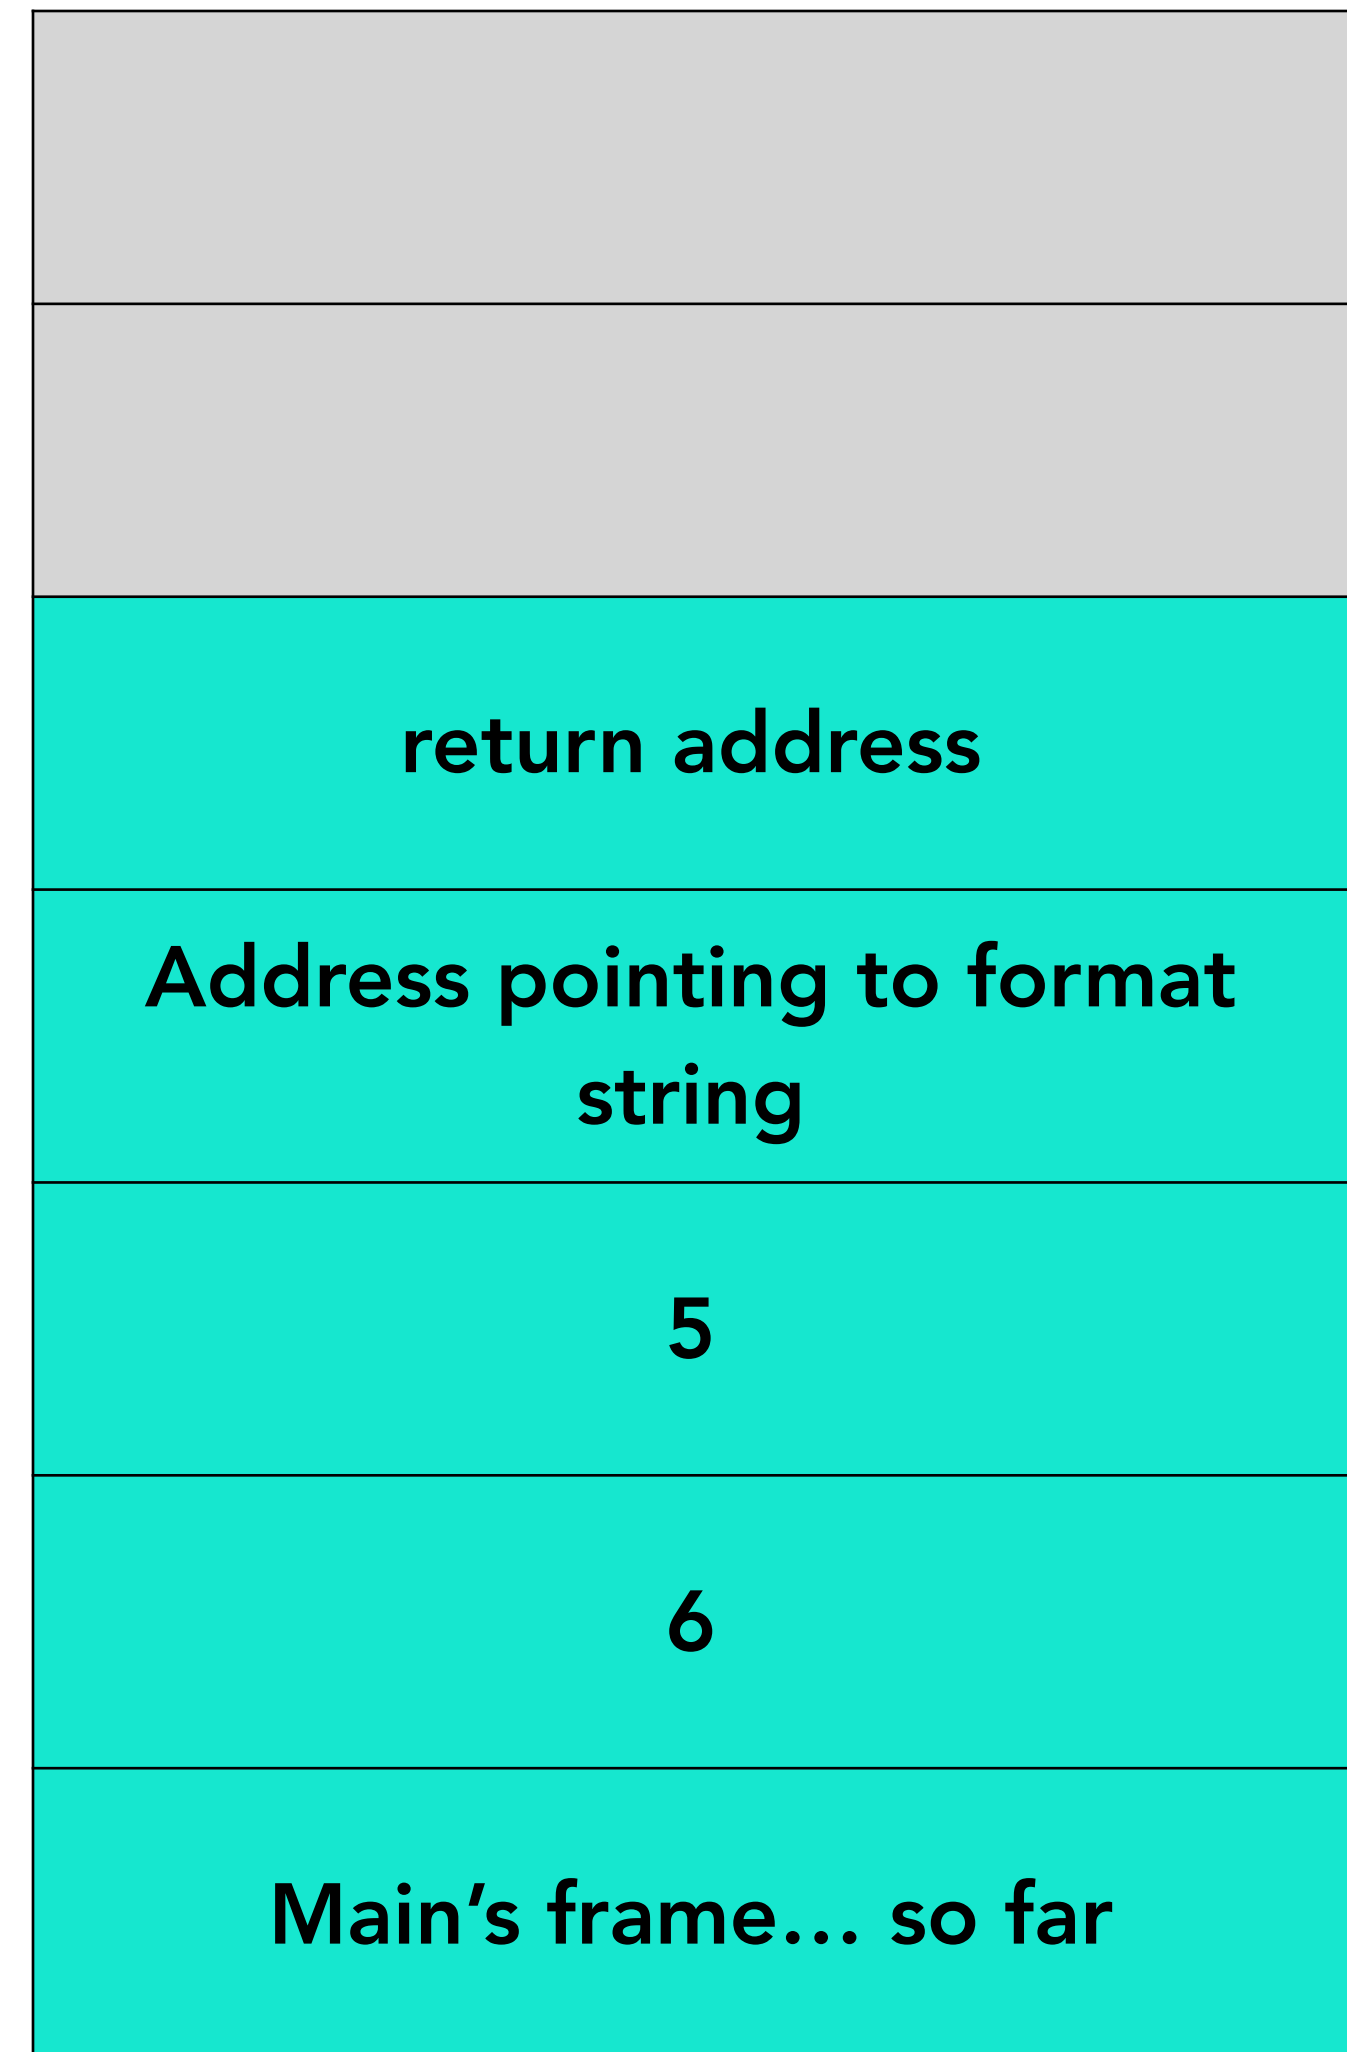 return address
Address pointing to format
string
5
6
Main’s frame… so far